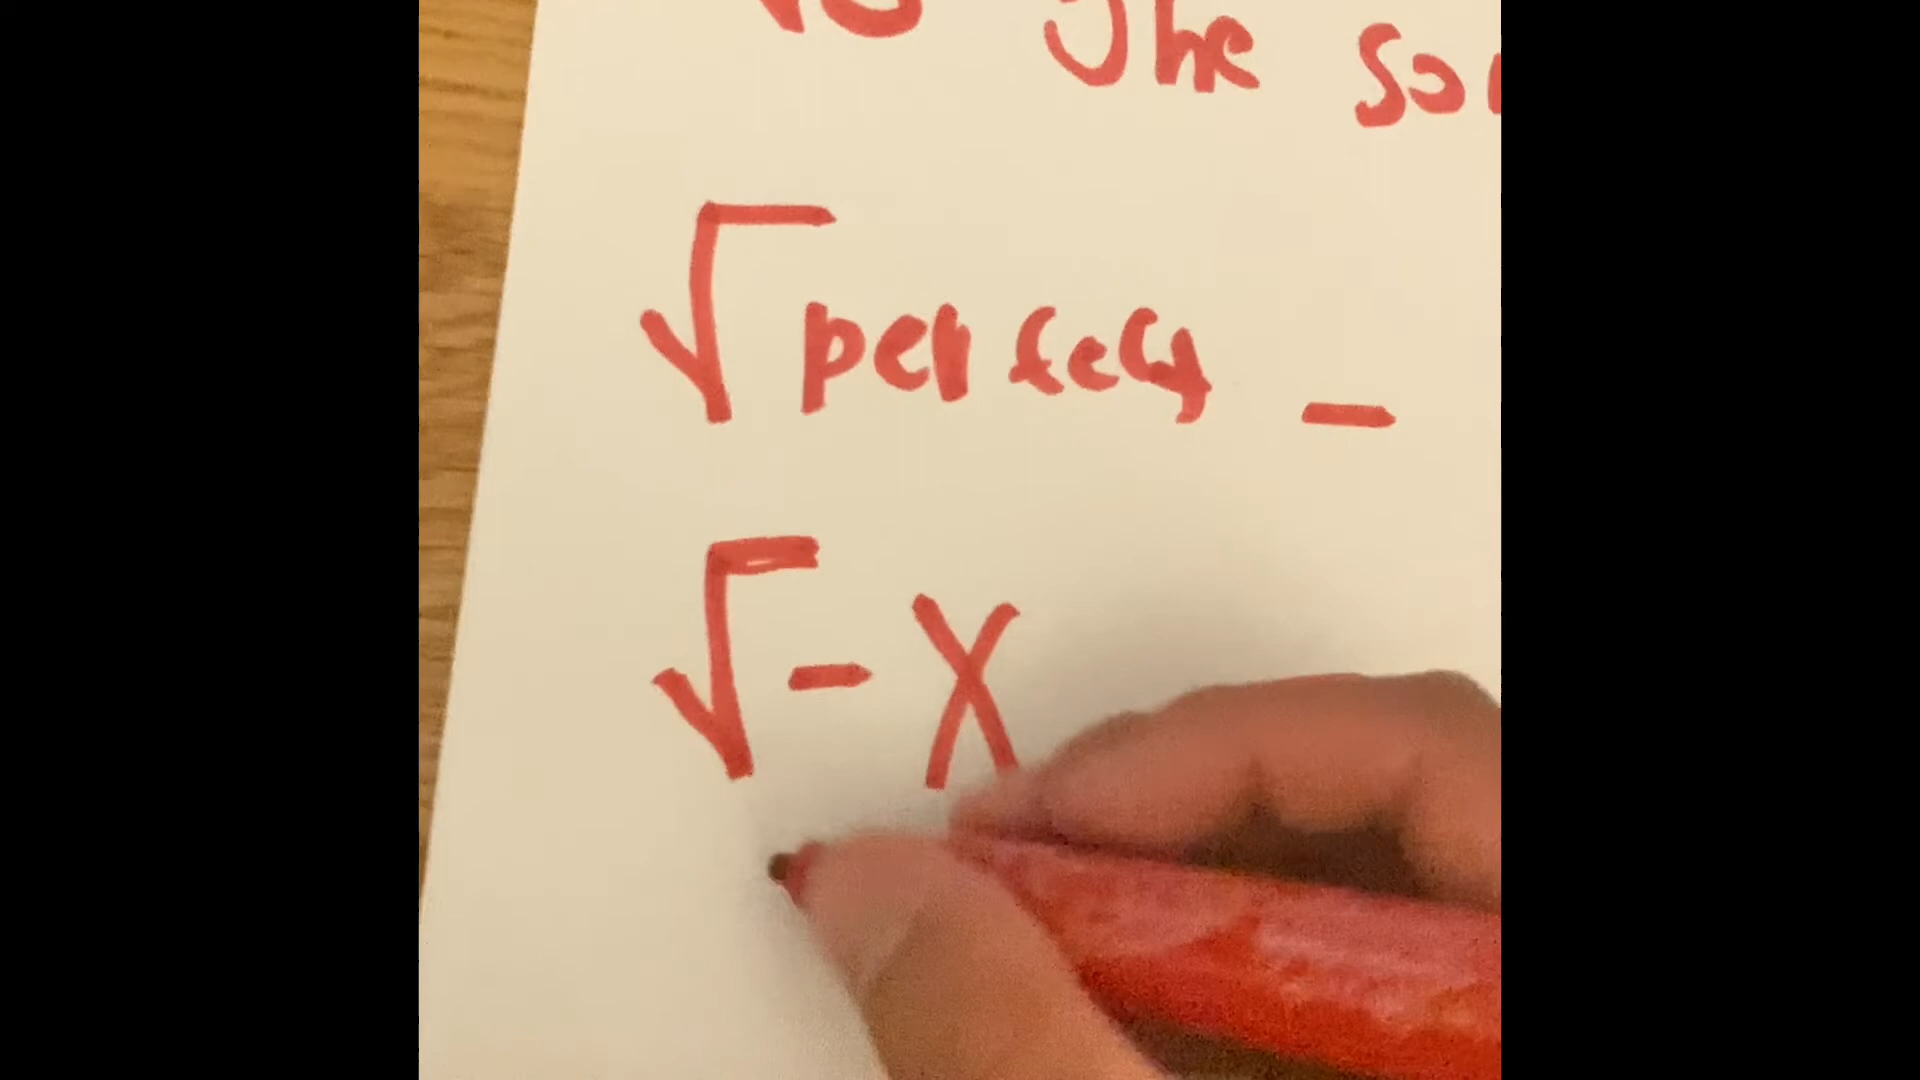 The
√ perfect -
√ - X